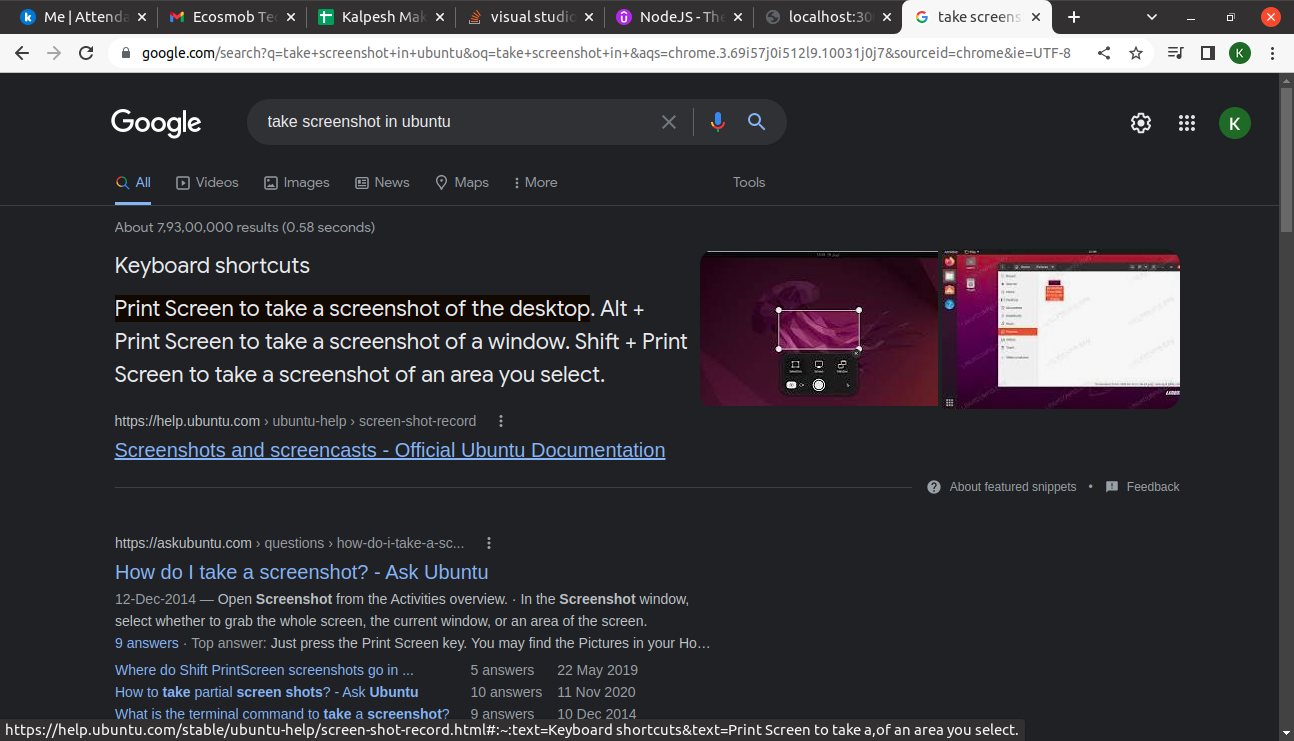 Me | Attenda
Ecosmob Tec
Kalpesh Mak
visual studio
NodeJS - The
localhost:300
take screens
google.com/search?q=take+screenshot+in+ubuntu&oq=take+screenshot+in+&aqs=chrome.3.69i57j0i512l9.10031j0j7&sourceid=chrome&ie=UTF-8
K
Google
take screenshot in ubuntu
K
All
Videos
Images
News
Maps
More
Tools
About 7,93,00,000 results (0.58 seconds)
Keyboard shortcuts
Print Screen to take a screenshot of the desktop. Alt +
Print Screen to take a screenshot of a window. Shift + Print
Screen to take a screenshot of an area you select.
https://help.ubuntu.com › ubuntu-help › screen-shot-record
Screenshots and screencasts - Official Ubuntu Documentation
About featured snippets • Feedback
https://askubuntu.com › questions › how-do-i-take-a-sc...
How do I take a screenshot? - Ask Ubuntu
12-Dec-2014 — Open Screenshot from the Activities overview. · In the Screenshot window,
select whether to grab the whole screen, the current window, or an area of the screen.
9 answers · Top answer: Just press the Print Screen key. You may find the Pictures in your Ho…
Where do Shift PrintScreen screenshots go in ... 5 answers 22 May 2019
How to take partial screen shots? - Ask Ubuntu 10 answers 11 Nov 2020
What is the terminal command to take a screenshot? 9 answers 10 Dec 2014
https://help.ubuntu.com/stable/ubuntu-help/screen-shot-record.html#:~:text=Keyboard shortcuts&text=Print Screen to take a,of an area you select.